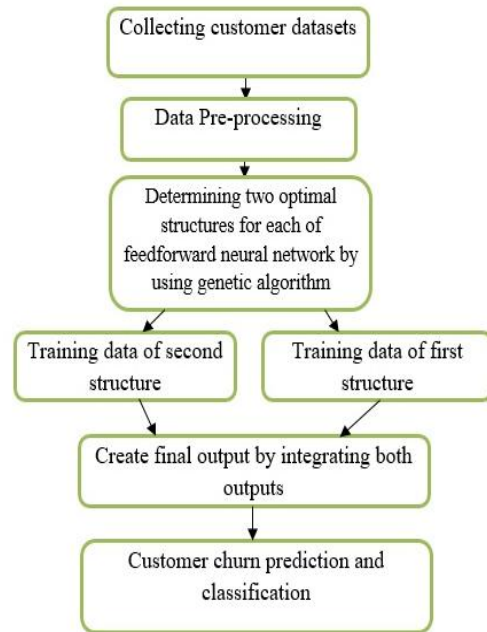 Collecting customer datasets
Data Pre-processing
Determining two optimal
structures for each of
feedforward neural network by
using genetic algorithm
Training data of second
structure
Training data of first
structure
Create final output by integrating both
outputs
Customer churn prediction and
classification